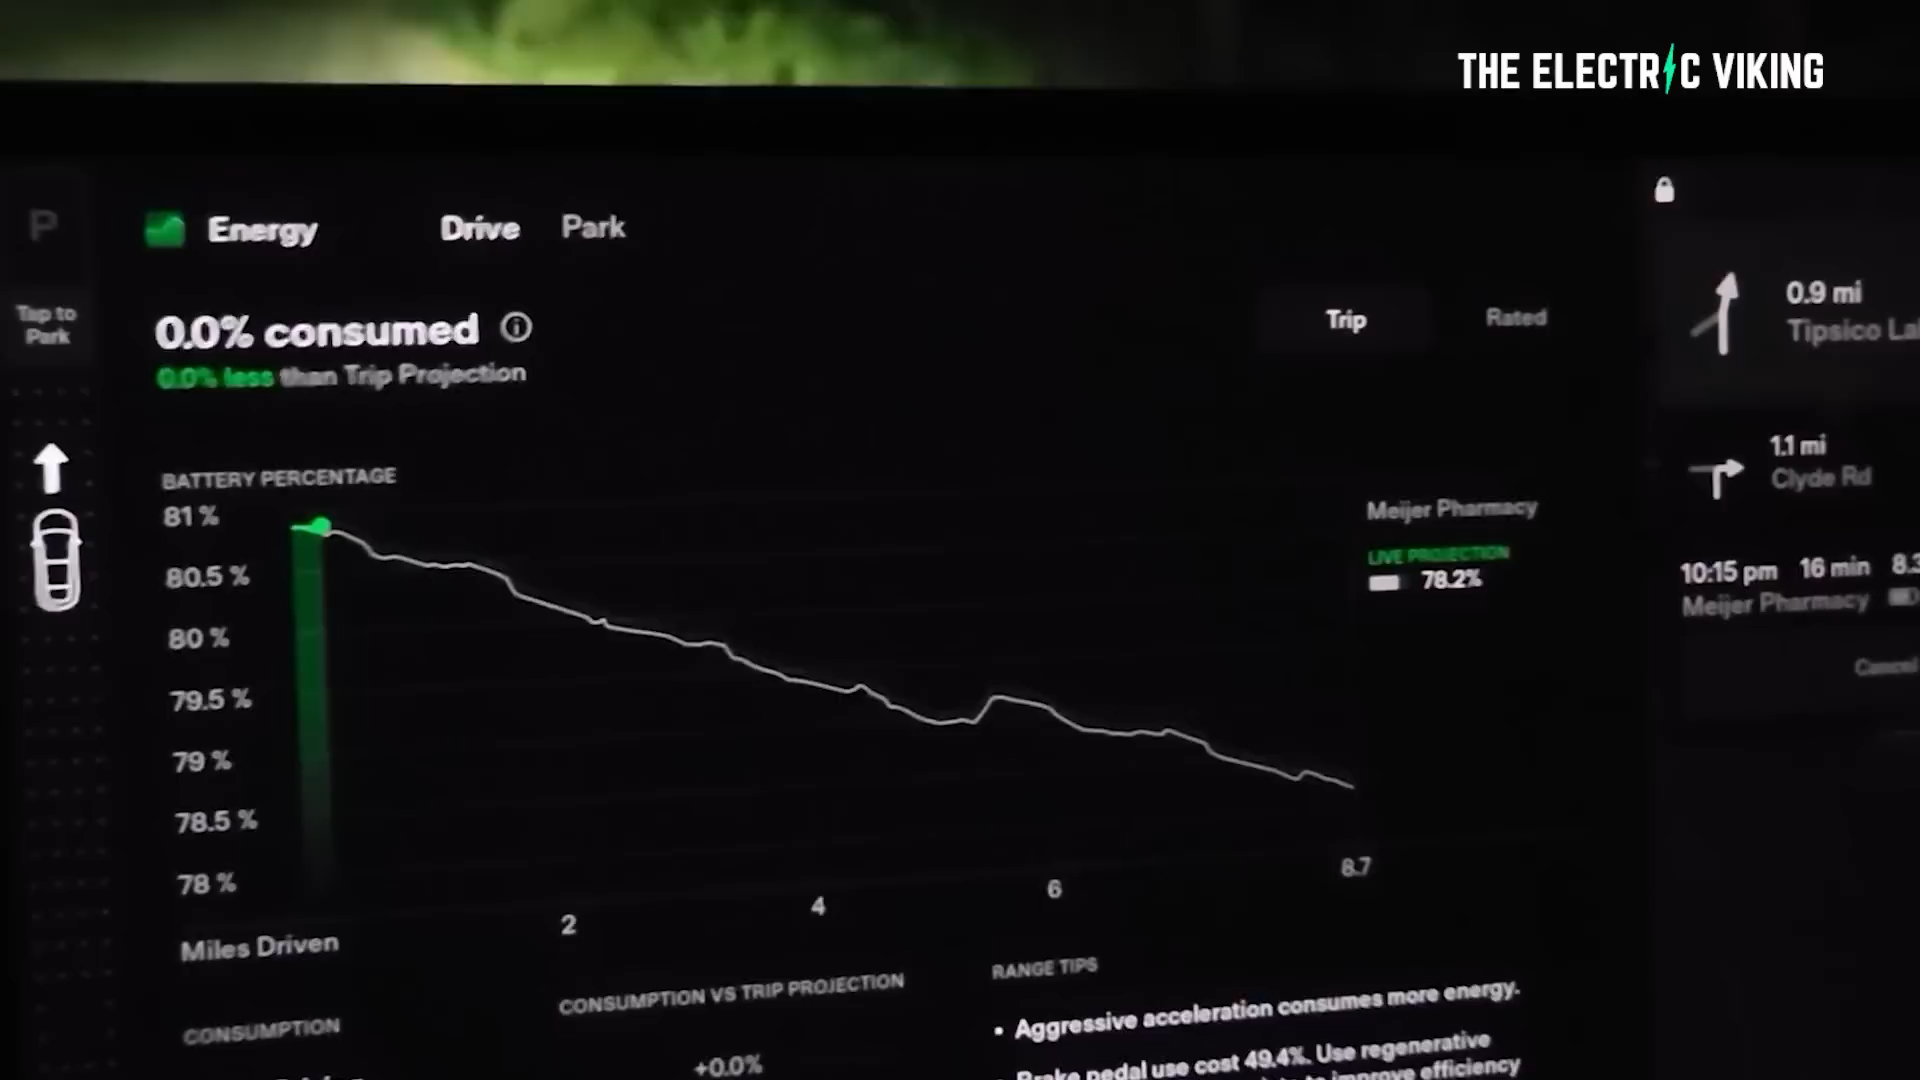 THE ELECTRIC VIKING
P
Tap to
Park
Energy
Drive
Park
0.0% consumed
0.0% less than Trip Projection
Trip
Rated
BATTERY PERCENTAGE
81 %
80.5 %
80 %
79.5 %
79 %
78.5 %
78 %
Meijer Pharmacy
LIVE PROJECTION
78.2%
2
4
6
8.7
Miles Driven
CONSUMPTION
CONSUMPTION VS TRIP PROJECTION
+0.0%
RANGE TIPS
• Aggressive acceleration consumes more energy.
Brake pedal use cost 49.4%. Use regenerative
to improve efficiency
0.9 mi
Tipsico
1.1 mi
Clyde Rd
10:15 pm 16 min 8.3
Meijer Pharmacy
Cancel